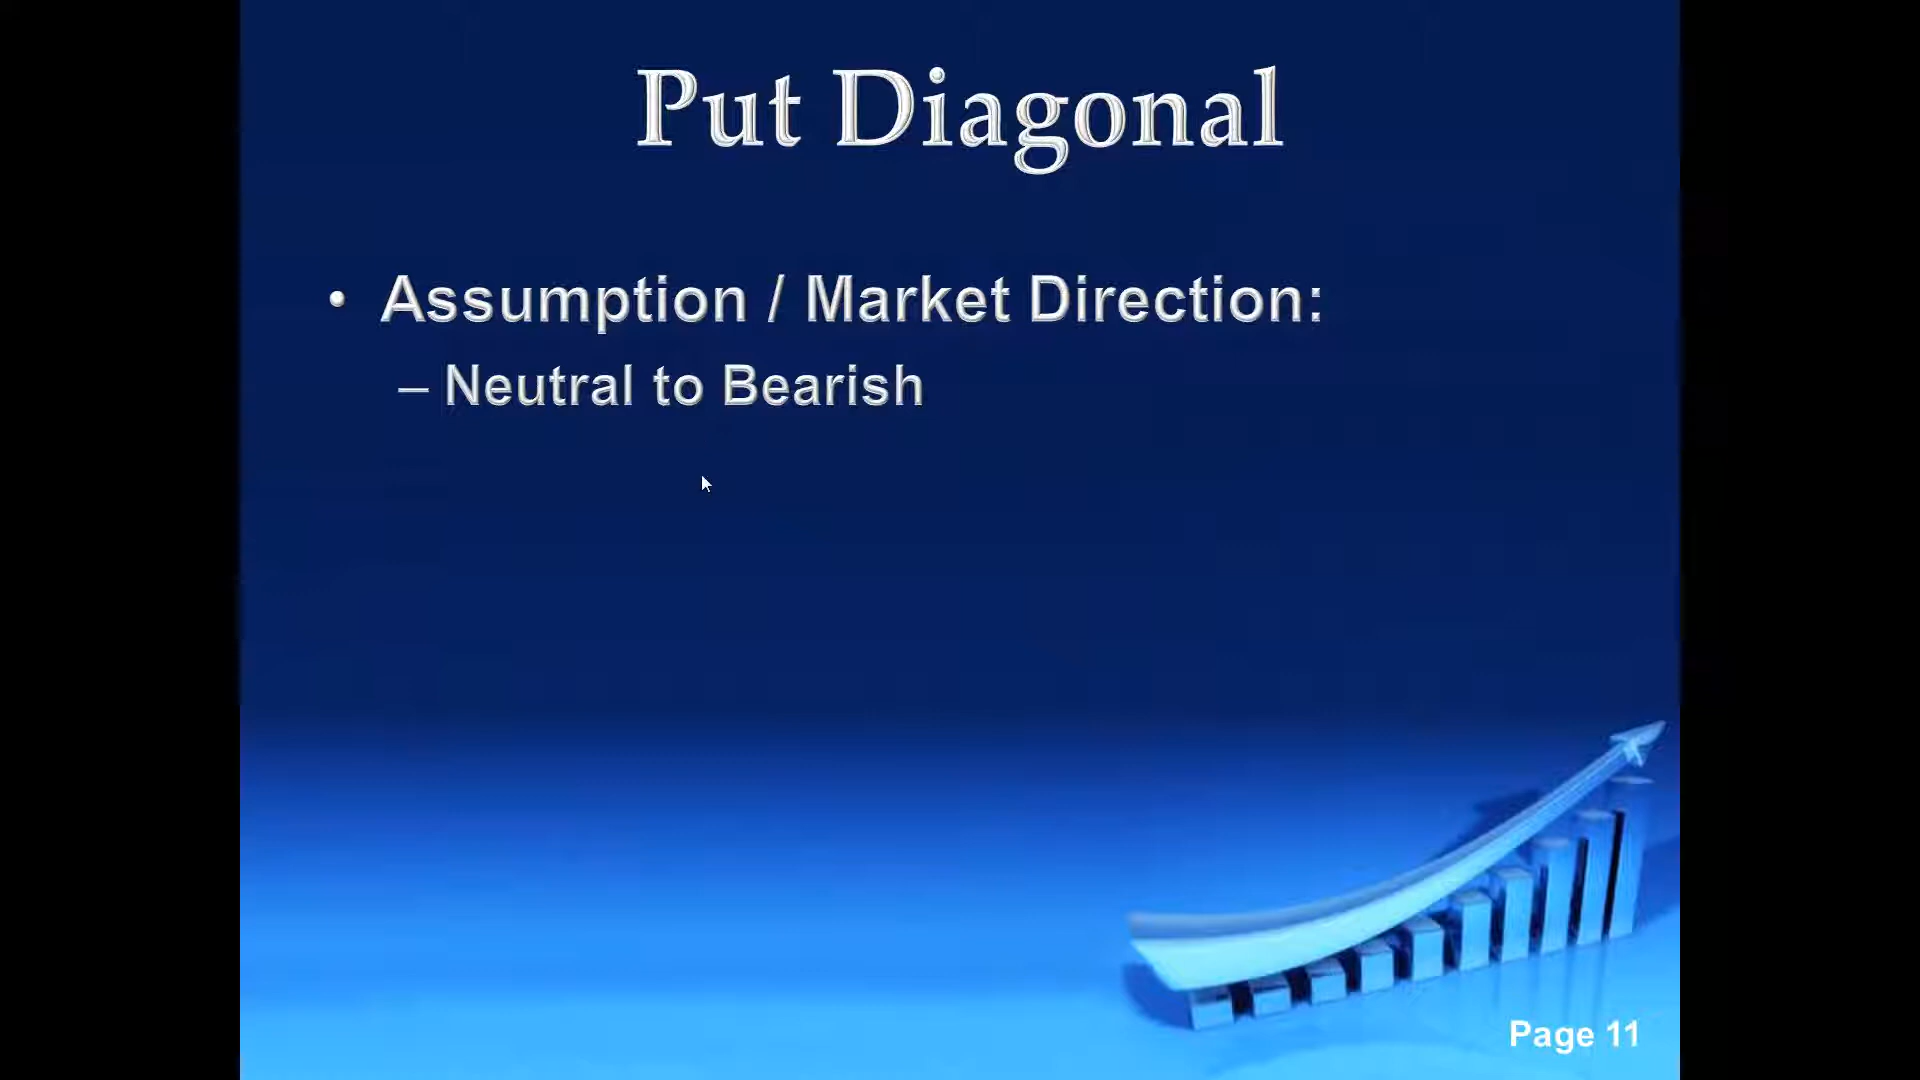 Put Diagonal
• Assumption / Market Direction:
– Neutral to Bearish
Page 11